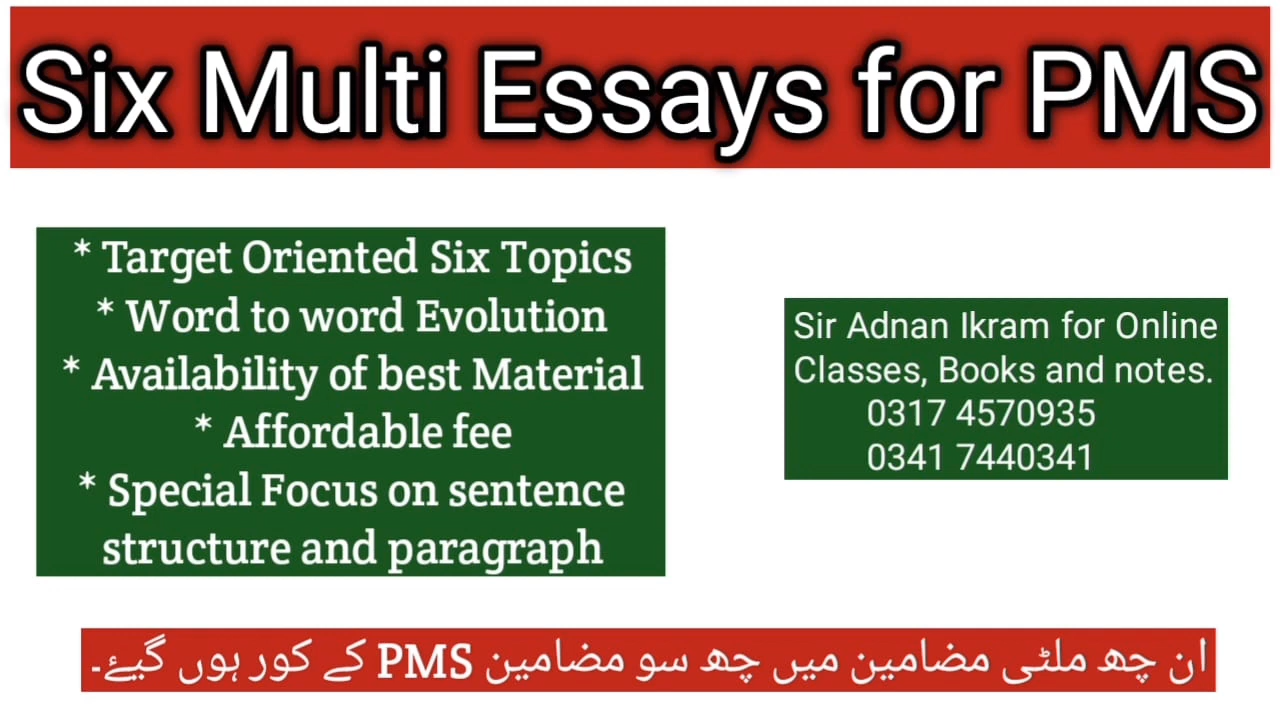 Six Multi Essays for PMS
* Target Oriented Six Topics
* Word to word Evolution
* Availability of best Material
* Affordable fee
* Special Focus on sentence
structure and paragraph
Sir Adnan Ikram for Online
Classes, Books and notes.
0317 4570935
0341 7440341
ان چھ ملٹی مضامین میں چھ سو مضامین PMS کے کور ہوں گیۓ۔